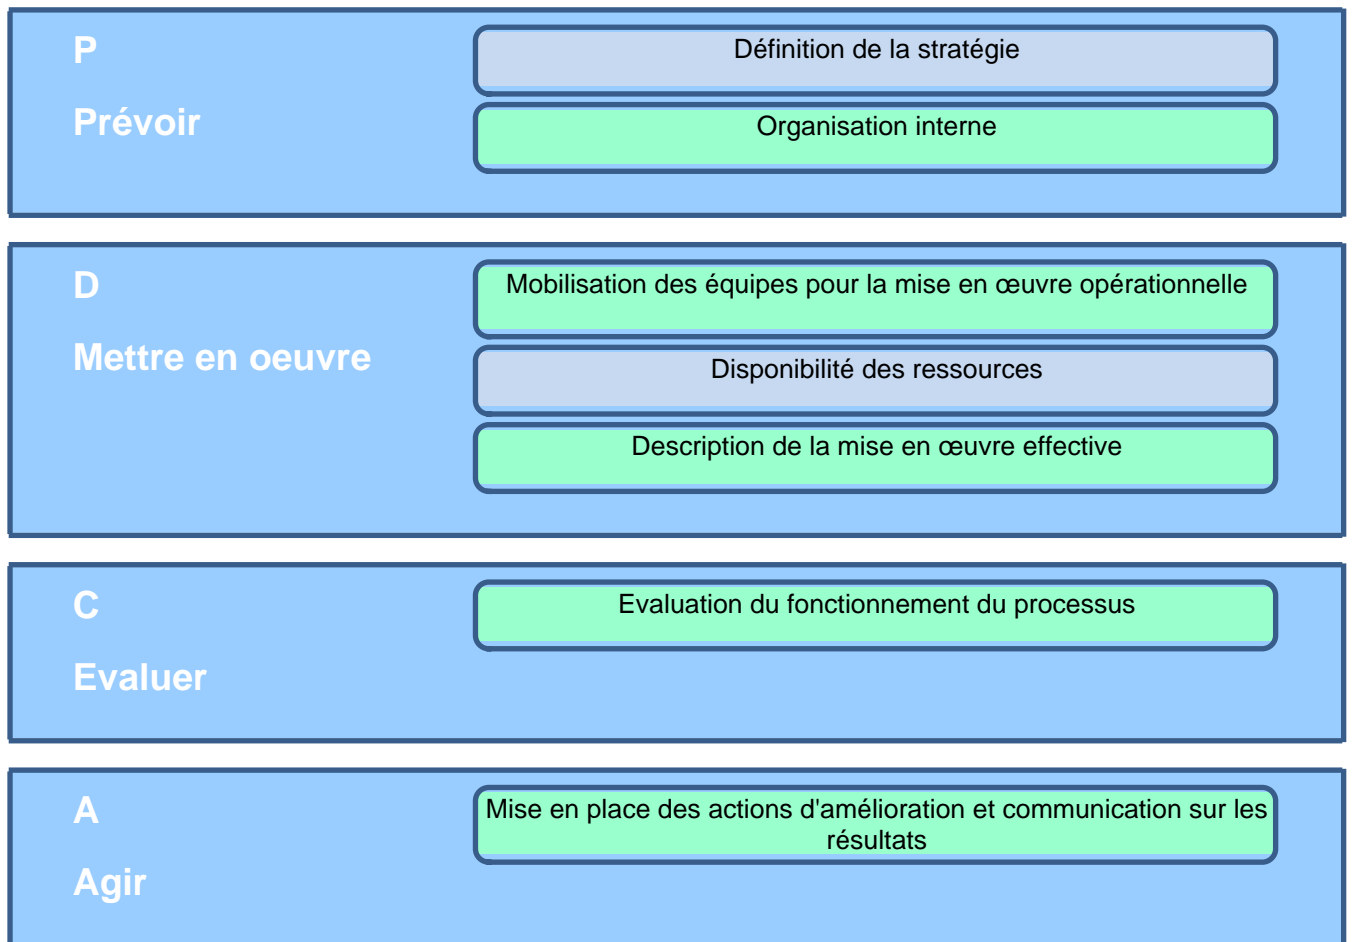 P
Prévoir
Définition de la stratégie
Organisation interne
D
Mettre en oeuvre
Mobilisation des équipes pour la mise en œuvre opérationnelle
Disponibilité des ressources
Description de la mise en œuvre effective
C
Evaluer
Evaluation du fonctionnement du processus
A
Agir
Mise en place des actions d'amélioration et communication sur les
résultats